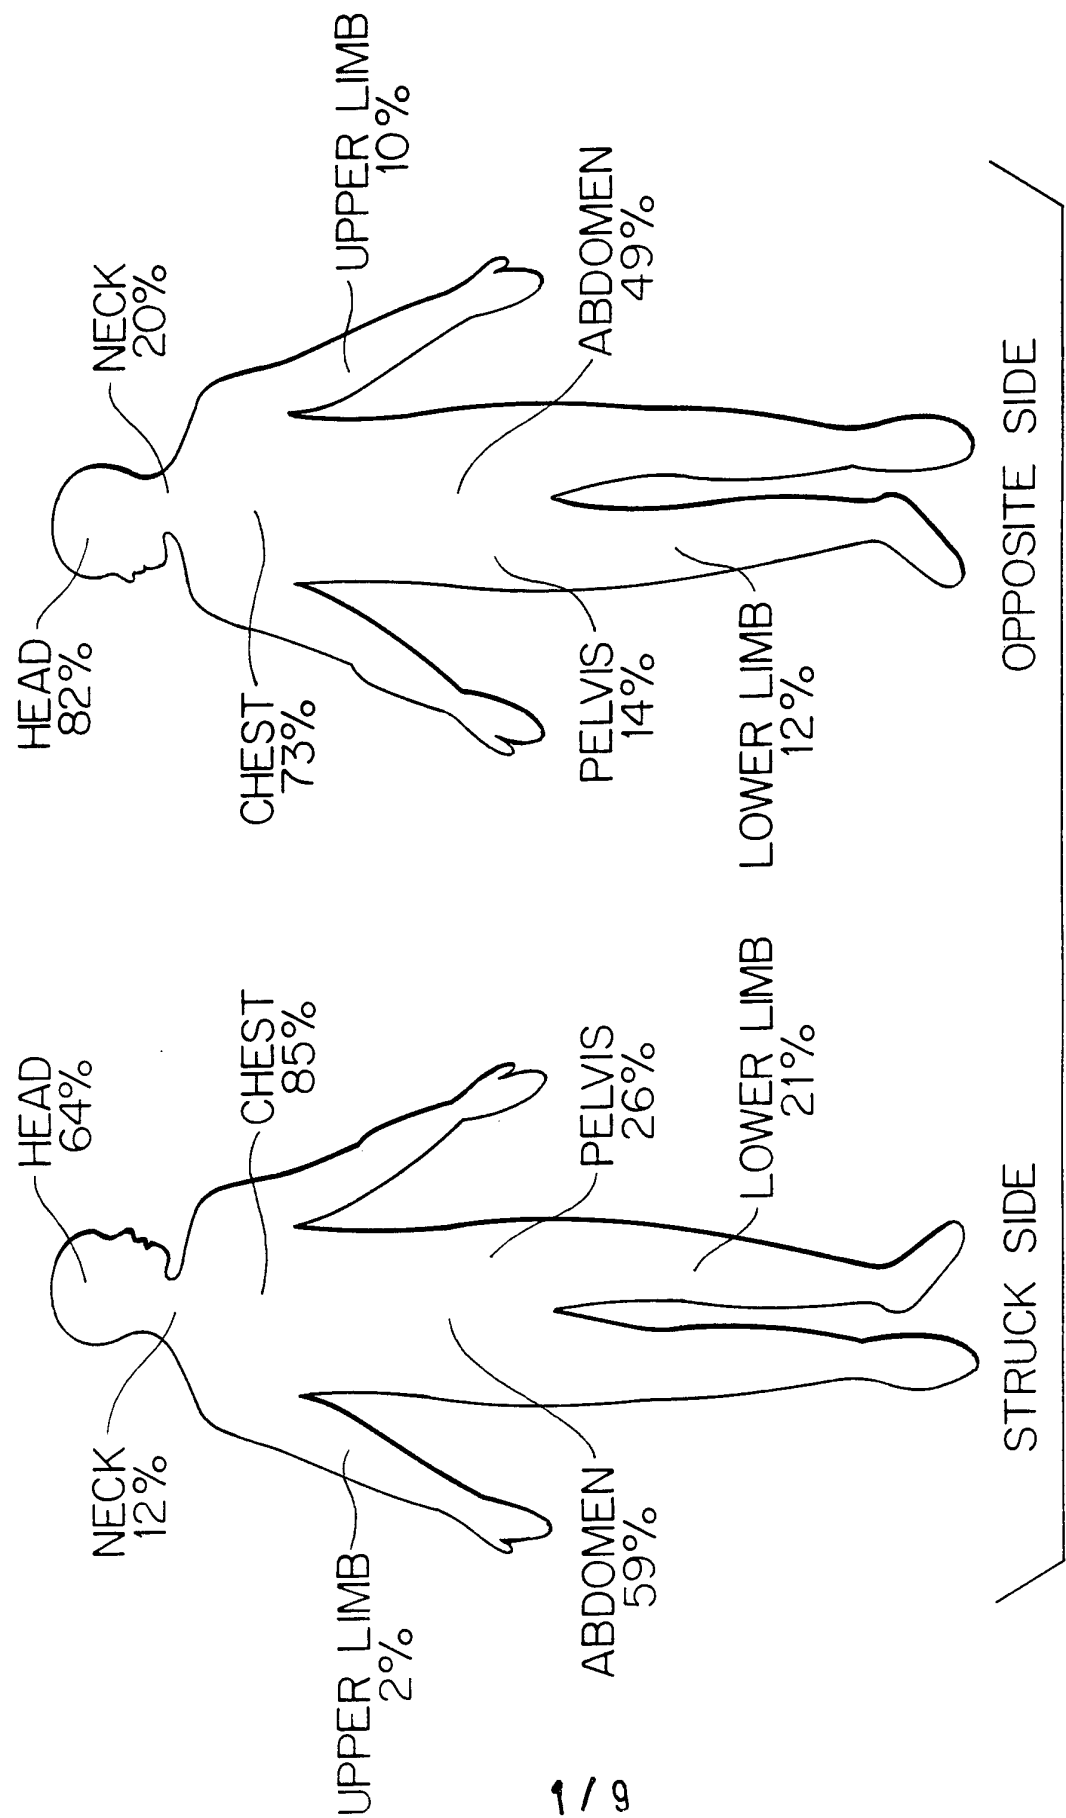 HEAD
64%
NECK
12%
CHEST
85%
UPPER LIMB
2%
ABDOMEN
59%
PELVIS
26%
LOWER LIMB
21%
STRUCK SIDE
HEAD
82%
NECK
20%
CHEST
73%
UPPER LIMB
10%
ABDOMEN
49%
PELVIS
14%
LOWER LIMB
12%
OPPOSITE SIDE
1/9